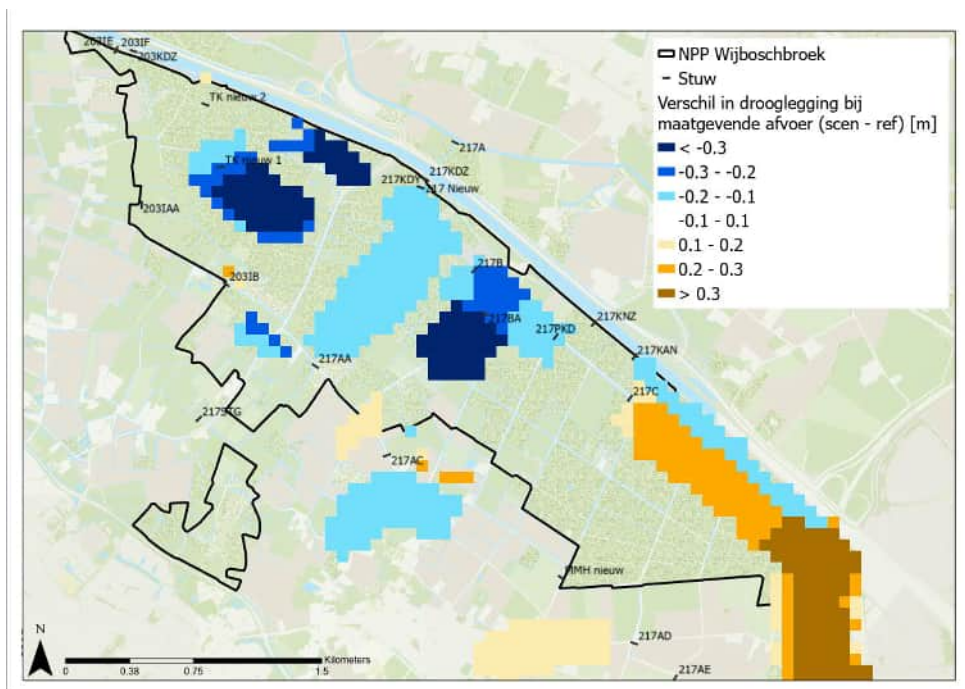 203IE 203IF
203KDZ
TK nieuw 2
217A
TK nieuw 1
217KDZ
217KDY
217 Nieuw
203IAA
217B
203IB
217BA
217PKD
217KNZ
217AA
217KAN
217C
217STG
217AC
MMH nieuw
217AD
217AE
NPP Wijboschbroek
Stuw
Verschil in drooglegging bij
maatgevende afvoer (scen - ref) [m]
< -0.3
-0.3 - -0.2
-0.2 - -0.1
-0.1 - 0.1
0.1 - 0.2
0.2 - 0.3
> 0.3
N
Kilometers
0 0.38 0.75 1.5